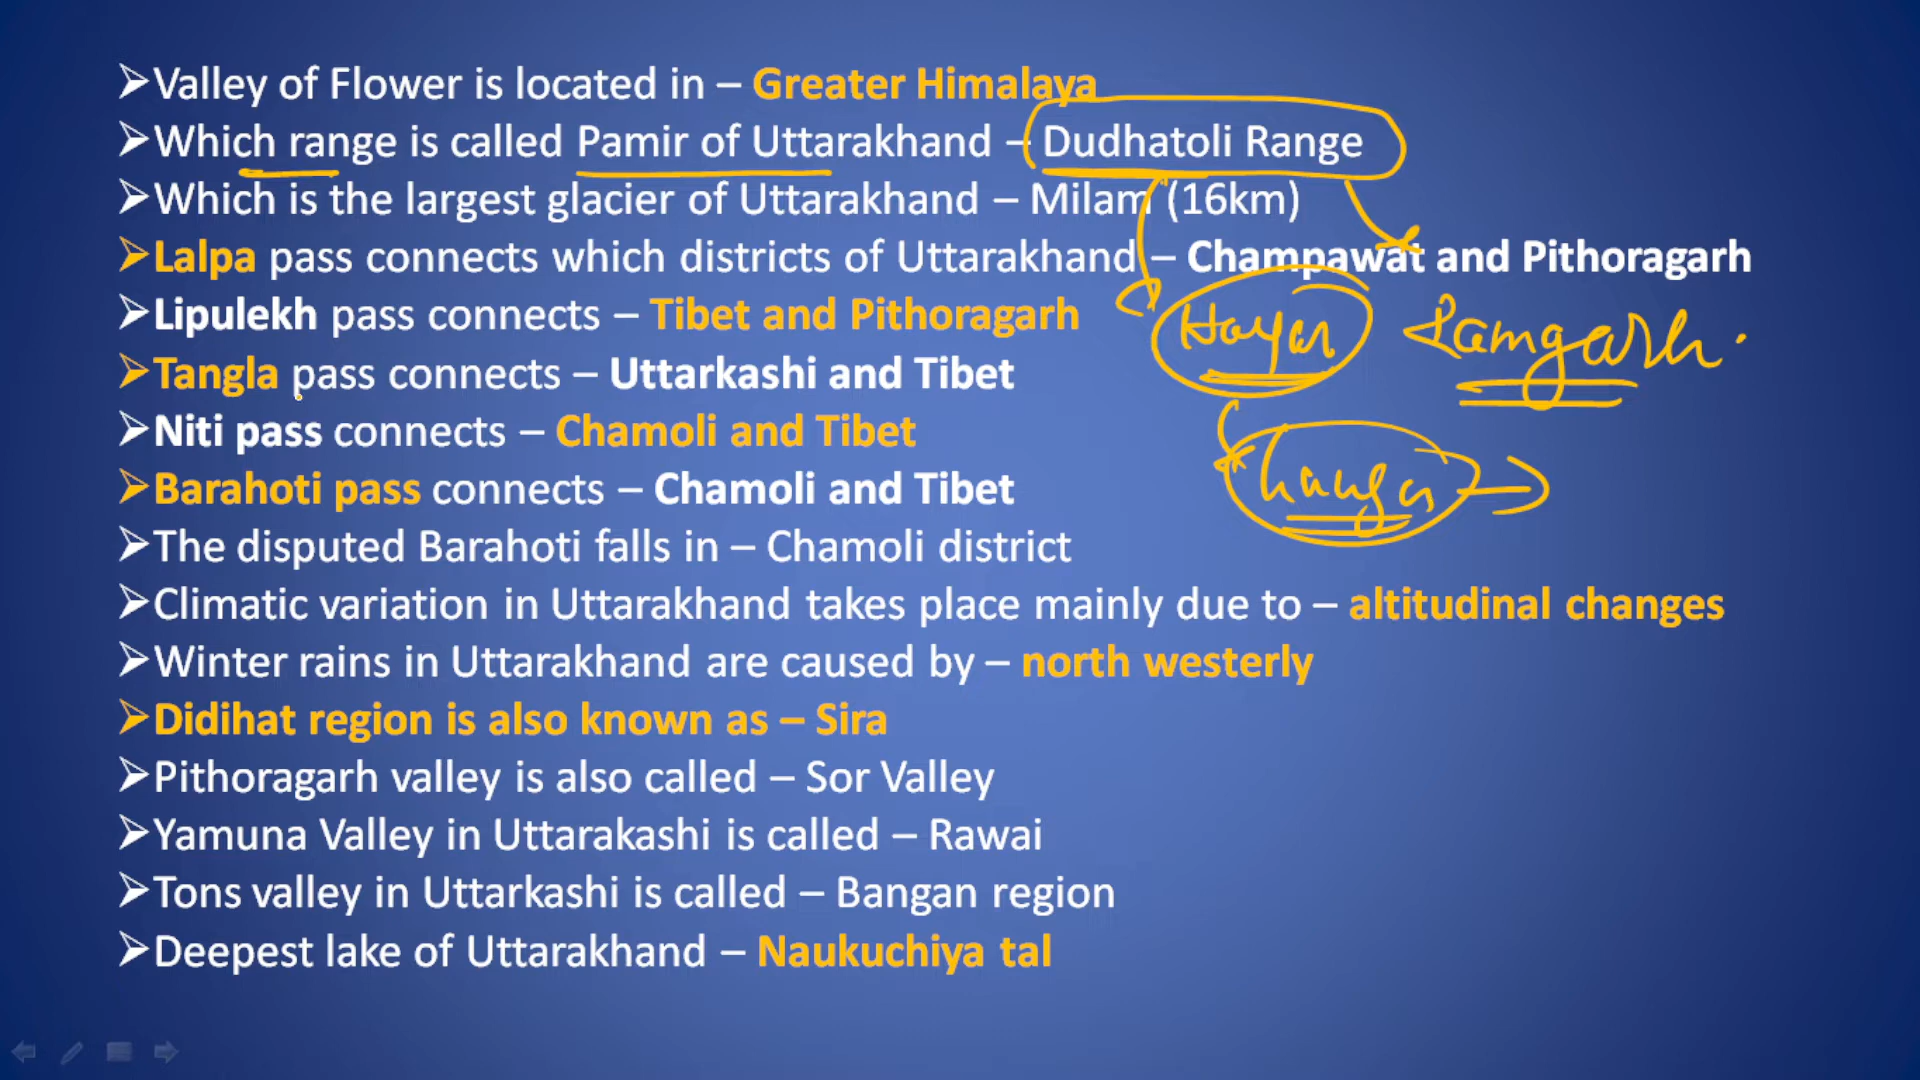 ➢Valley of Flower is located in – Greater Himalaya
➢Which range is called Pamir of Uttarakhand – Dudhatoli Range
➢Which is the largest glacier of Uttarakhand – Milam (16km)
➢Lalpa pass connects which districts of Uttarakhand – Champawat and Pithoragarh
➢Lipulekh pass connects – Tibet and Pithoragarh
➢Tangla pass connects – Uttarkashi and Tibet
➢Niti pass connects – Chamoli and Tibet
➢Barahoti pass connects – Chamoli and Tibet
➢The disputed Barahoti falls in – Chamoli district
➢Climatic variation in Uttarakhand takes place mainly due to – altitudinal changes
➢Winter rains in Uttarakhand are caused by – north westerly
➢Didihat region is also known as – Sira
➢Pithoragarh valley is also called – Sor Valley
➢Yamuna Valley in Uttarakashi is called – Rawai
➢Tons valley in Uttarkashi is called – Bangan region
➢Deepest lake of Uttarakhand – Naukuchiya tal